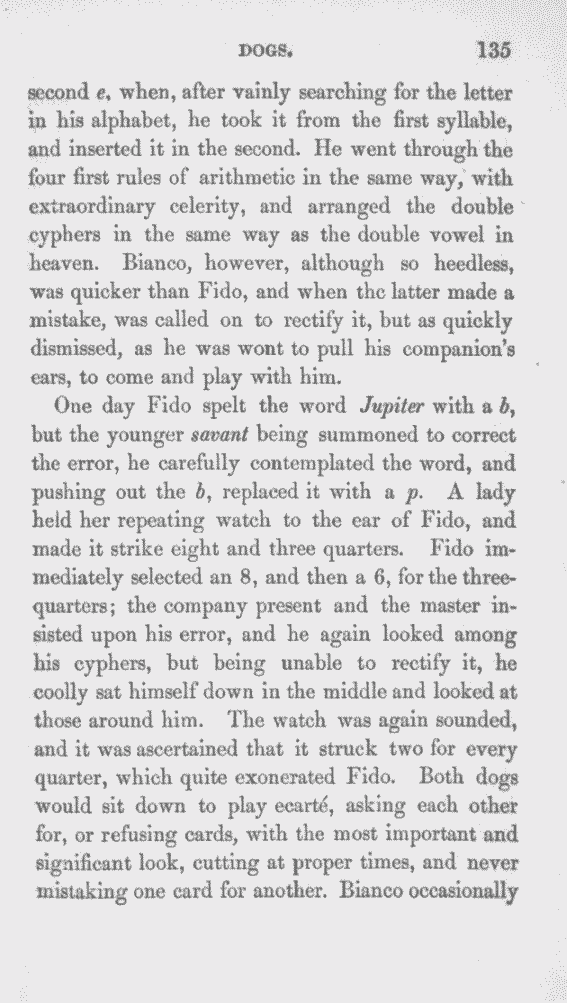 DOGS. 135
second e, when, after vainly searching for the letter
in his alphabet, he took it from the first syllable,
and inserted it in the second. He went through the
four first rules of arithmetic in the same way, with
extraordinary celerity, and arranged the double
cyphers in the same way as the double vowel in
heaven. Bianco, however, although so heedless,
was quicker than Fido, and when the latter made a
mistake, was called on to rectify it, but as quickly
dismissed, as he was wont to pull his companion's
ears, to come and play with him.
One day Fido spelt the word Jupiter with a b,
but the younger savant being summoned to correct
the error, he carefully contemplated the word, and
pushing out the b, replaced it with a p. A lady
held her repeating watch to the ear of Fido, and
made it strike eight and three quarters. Fido im-
mediately selected an 8, and then a 6, for the three-
quarters; the company present and the master in-
sisted upon his error, and he again looked among
his cyphers, but being unable to rectify it, he
coolly sat himself down in the middle and looked at
those around him. The watch was again sounded,
and it was ascertained that it struck two for every
quarter, which quite exonerated Fido. Both dogs
would sit down to play ecarté, asking each other
for, or refusing cards, with the most important and
significant look, cutting at proper times, and never
mistaking one card for another. Bianco occasionally